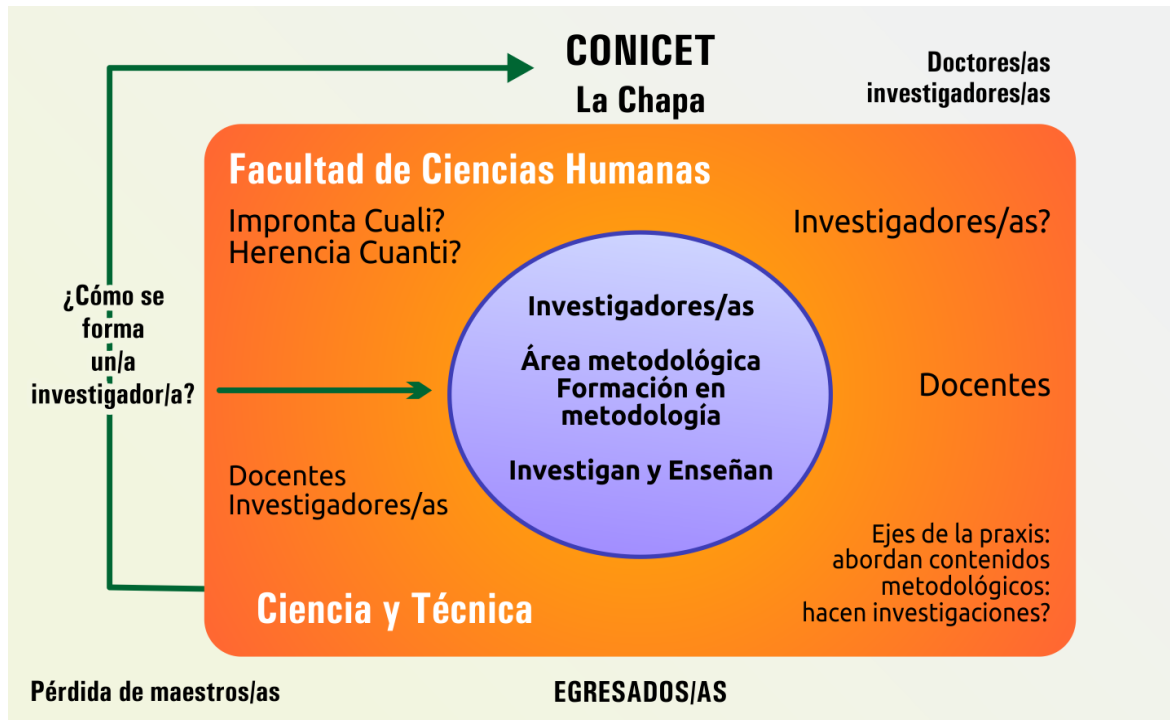 CONICET
La Chapa
Doctores/as
investigadores/as
Facultad de Ciencias Humanas
Impronta Cuali?
Herencia Cuanti?
Investigadores/as?
¿Cómo se
forma
un/a
investigador/a?
Investigadores/as
Área metodológica
Formación en
metodología
Investigan y Enseñan
Docentes
Docentes
Investigadores/as
Ejes de la praxis:
abordan contenidos
metodológicos:
hacen investigaciones?
Ciencia y Técnica
Pérdida de maestros/as
EGRESADOS/AS